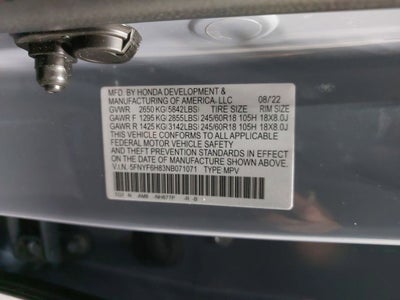 MFD. BY HONDA DEVELOPMENT &
MANUFACTURING OF AMERICA, LLC 08/22
GVWR 2650 KG(5842LBS) TIRE SIZE RIM SIZE
GAWR F 1295 KG(2855LBS) 245/60R18 105H 18X8.0J
GAWR R 1425 KG(3142LBS) 245/60R18 105H 18X8.0J
THIS VEHICLE CONFORMS TO ALL APPLICABLE
FEDERAL MOTOR VEHICLE SAFETY
AND THEFT PREVENTION STANDARDS IN EFFECT ON
THE DATE OF MANUFACTURE SHOWN ABOVE.
V.I.N. 5FNYF6H83NB071071 TYPE MPV
NH677P